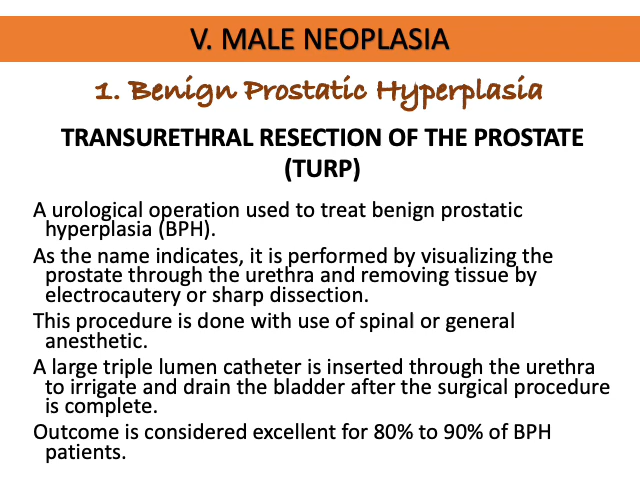 V. MALE NEOPLASIA
1. Benign Prostatic Hyperplasia
TRANSURETHRAL RESECTION OF THE PROSTATE
(TURP)
A urological operation used to treat benign prostatic
hyperplasia (BPH).
As the name indicates, it is performed by visualizing the
prostate through the urethra and removing tissue by
electrocautery or sharp dissection.
This procedure is done with use of spinal or general
anesthetic.
A large triple lumen catheter is inserted through the urethra
to irrigate and drain the bladder after the surgical procedure
is complete.
Outcome is considered excellent for 80% to 90% of BPH
patients.